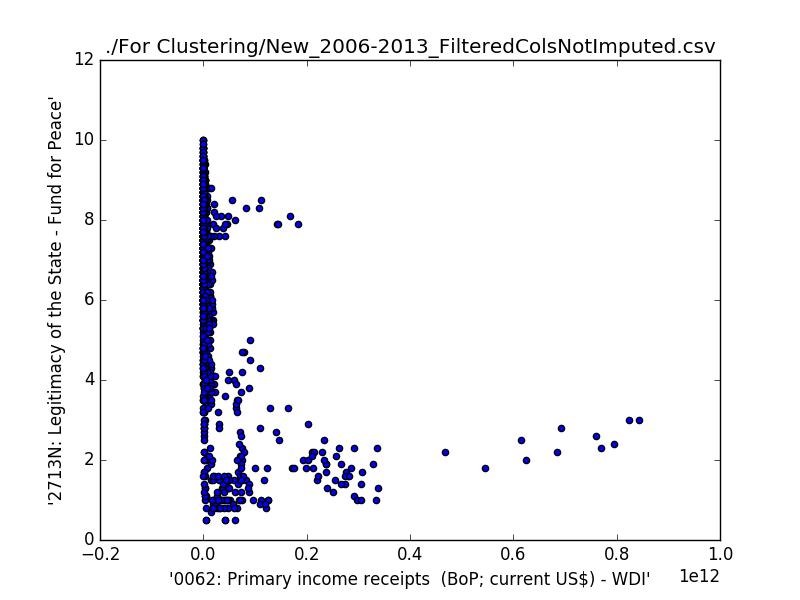 ./For Clustering/New_2006-2013_FilteredColsNotImputed.csv
12
10
8
6
4
2
0
'2713N: Legitimacy of the State - Fund for Peace'
−0.2 0.0 0.2 0.4 0.6 0.8 1.0
1e12
'0062: Primary income receipts (BoP; current US$) - WDI'